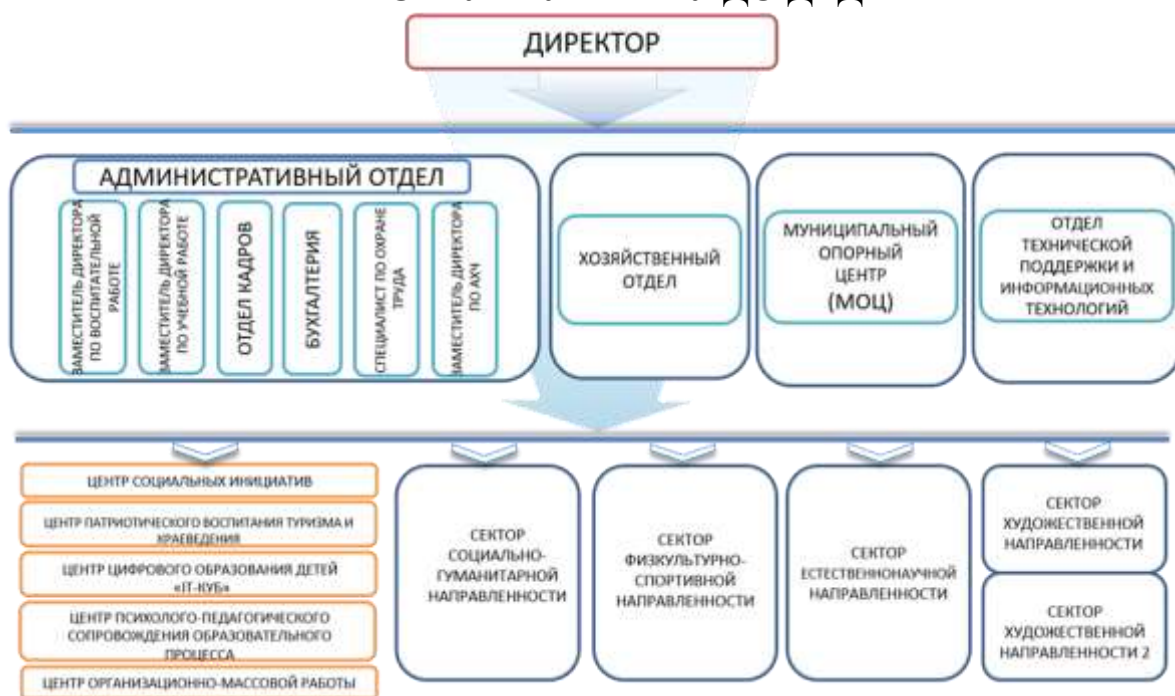 ДИРЕКТОР
АДМИНИСТРАТИВНЫЙ ОТДЕЛ
ЗАМЕСТИТЕЛЬ ДИРЕКТОРА
ПО ВОСПИТАТЕЛЬНОЙ
РАБОТЕ
ЗАМЕСТИТЕЛЬ ДИРЕКТОРА
ПО УЧЕБНОЙ РАБОТЕ
ОТДЕЛ КАДРОВ
БУХГАЛТЕРИЯ
СПЕЦИАЛИСТ ПО ОХРАНЕ
ТРУДА
ЗАМЕСТИТЕЛЬ ДИРЕКТОРА
ПО АХЧ
ХОЗЯЙСТВЕННЫЙ
ОТДЕЛ
МУНИЦИПАЛЬНЫЙ
ОПОРНЫЙ
ЦЕНТР
(МОЦ)
ОТДЕЛ
ТЕХНИЧЕСКОЙ
ПОДДЕРЖКИ И
ИНФОРМАЦИОННЫХ
ТЕХНОЛОГИЙ
ЦЕНТР СОЦИАЛЬНЫХ ИНИЦИАТИВ
ЦЕНТР ПАТРИОТИЧЕСКОГО ВОСПИТАНИЯ ТУРИЗМА И
КРАЕВЕДЕНИЯ
ЦЕНТР ЦИФРОВОГО ОБРАЗОВАНИЯ ДЕТЕЙ
«IT-КУБ»
ЦЕНТР ПСИХОЛОГО-ПЕДАГОГИЧЕСКОГО
СОПРОВОЖДЕНИЯ ОБРАЗОВАТЕЛЬНОГО
ПРОЦЕССА
ЦЕНТР ОРГАНИЗАЦИОННО-МАССОВОЙ РАБОТЫ
СЕКТОР
СОЦИАЛЬНО-
ГУМАНИТАРНОЙ
НАПРАВЛЕННОСТИ
СЕКТОР
ФИЗКУЛЬТУРНО-
СПОРТИВНОЙ
НАПРАВЛЕННОСТИ
СЕКТОР
ЕСТЕСТВЕННОНАУЧНОЙ
НАПРАВЛЕННОСТИ
СЕКТОР
ХУДОЖЕСТВЕННОЙ
НАПРАВЛЕННОСТИ
СЕКТОР
ХУДОЖЕСТВЕННОЙ
НАПРАВЛЕННОСТИ 2